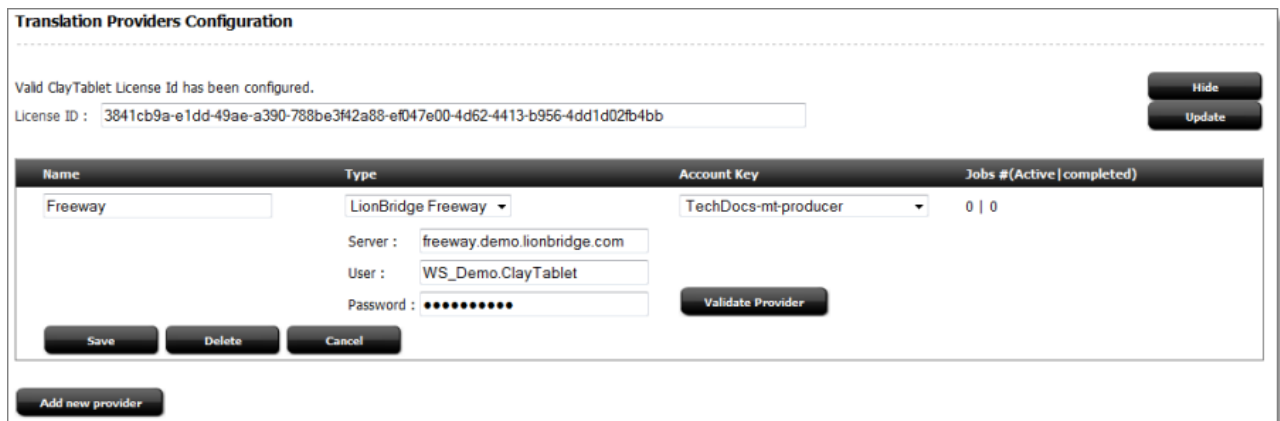 Translation Providers Configuration
Valid ClayTablet License Id has been configured.
Hide
License ID : 3841cb9a-e1dd-49ae-a390-788be3f42a88-ef047e00-4d62-4413-b956-4dd1d02fb4bb
Update
Name Type Account Key Jobs #(Active|completed)
Freeway LionBridge Freeway TechDocs-mt-producer 0 | 0
Server : freeway.demo.lionbridge.com
User : WS_Demo.ClayTablet
Password : ●●●●●●●●●● Validate Provider
Save Delete Cancel
Add new provider